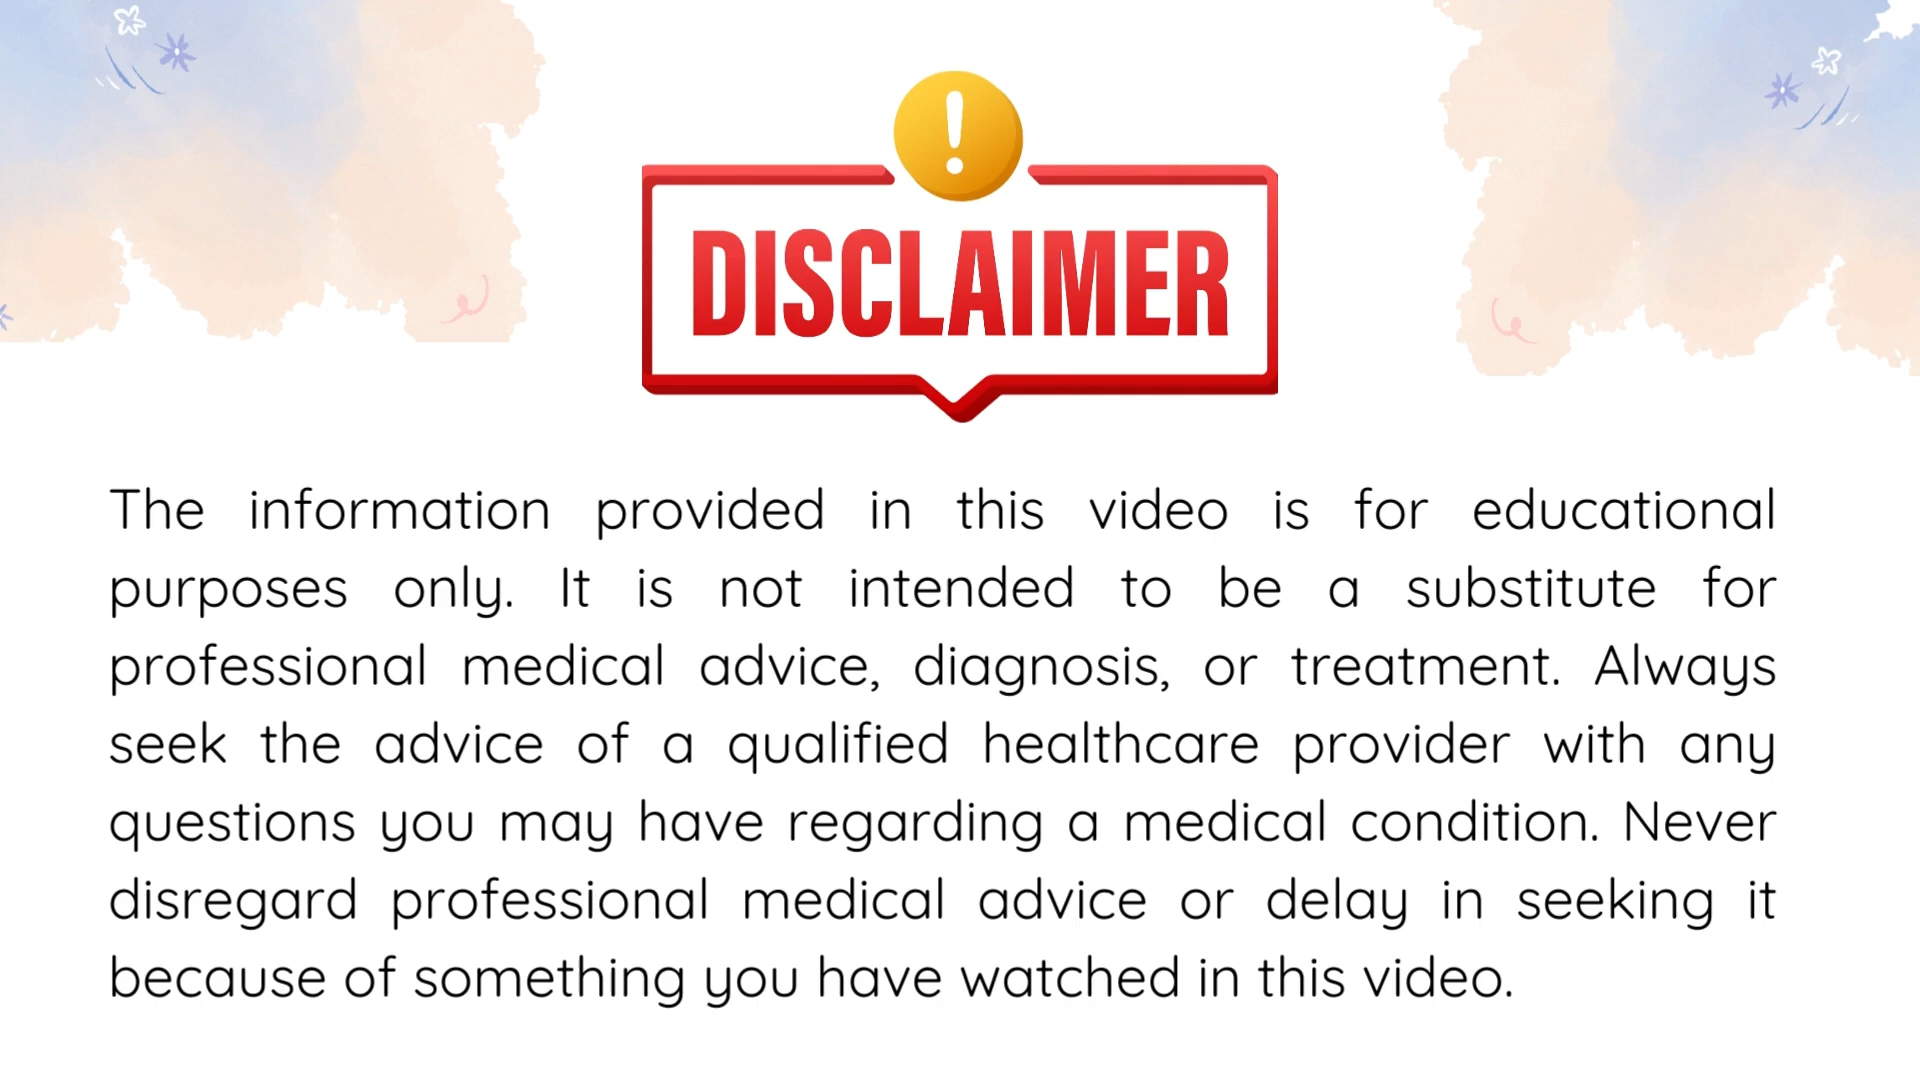 !
DISCLAIMER
The information provided in this video is for educational
purposes only. It is not intended to be a substitute for
professional medical advice, diagnosis, or treatment. Always
seek the advice of a qualified healthcare provider with any
questions you may have regarding a medical condition. Never
disregard professional medical advice or delay in seeking it
because of something you have watched in this video.